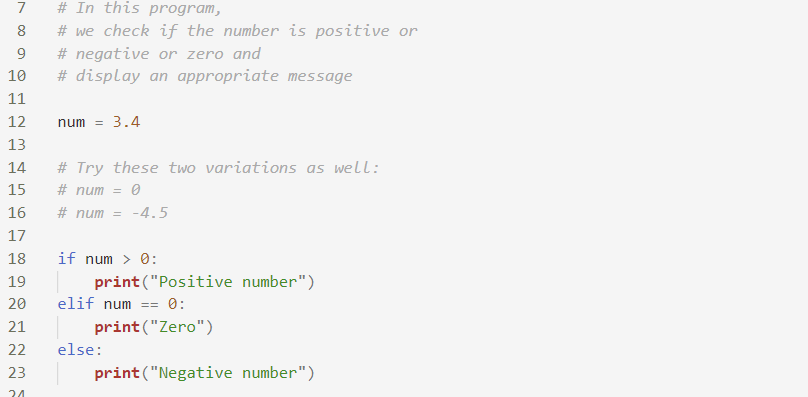 7 # In this program,
8 # we check if the number is positive or
9 # negative or zero and
10 # display an appropriate message
11
12 num = 3.4
13
14 # Try these two variations as well:
15 # num = 0
16 # num = -4.5
17
18 if num > 0:
19     print("Positive number")
20 elif num == 0:
21     print("Zero")
22 else:
23     print("Negative number")
24